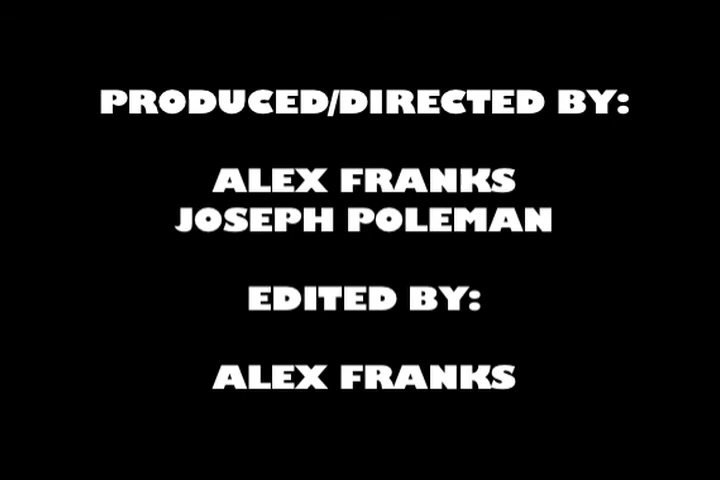 PRODUCED/DIRECTED BY:
ALEX FRANKS
JOSEPH POLEMAN
EDITED BY:
ALEX FRANKS